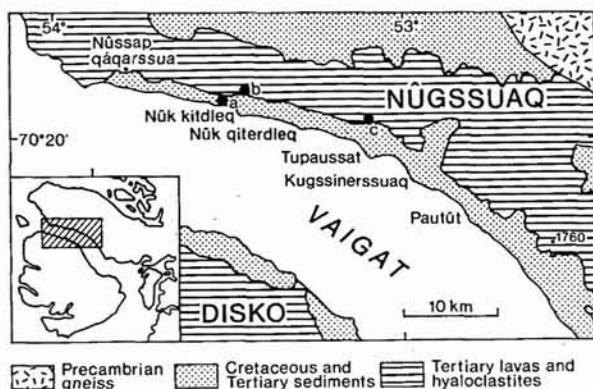 54°
53°
Nûssap
qáqarssua
b
NÛGSSUAQ
a
c
Nûk kitdleq
Nûk qiterdleq
70°20'
Tupaussat
Kugssinerssuaq
VAIGAT
Pautût
1760
DISKO
10 km
Precambrian
gneiss
Cretaceous and
Tertiary sediments
Tertiary lavas and
hyaloclastites